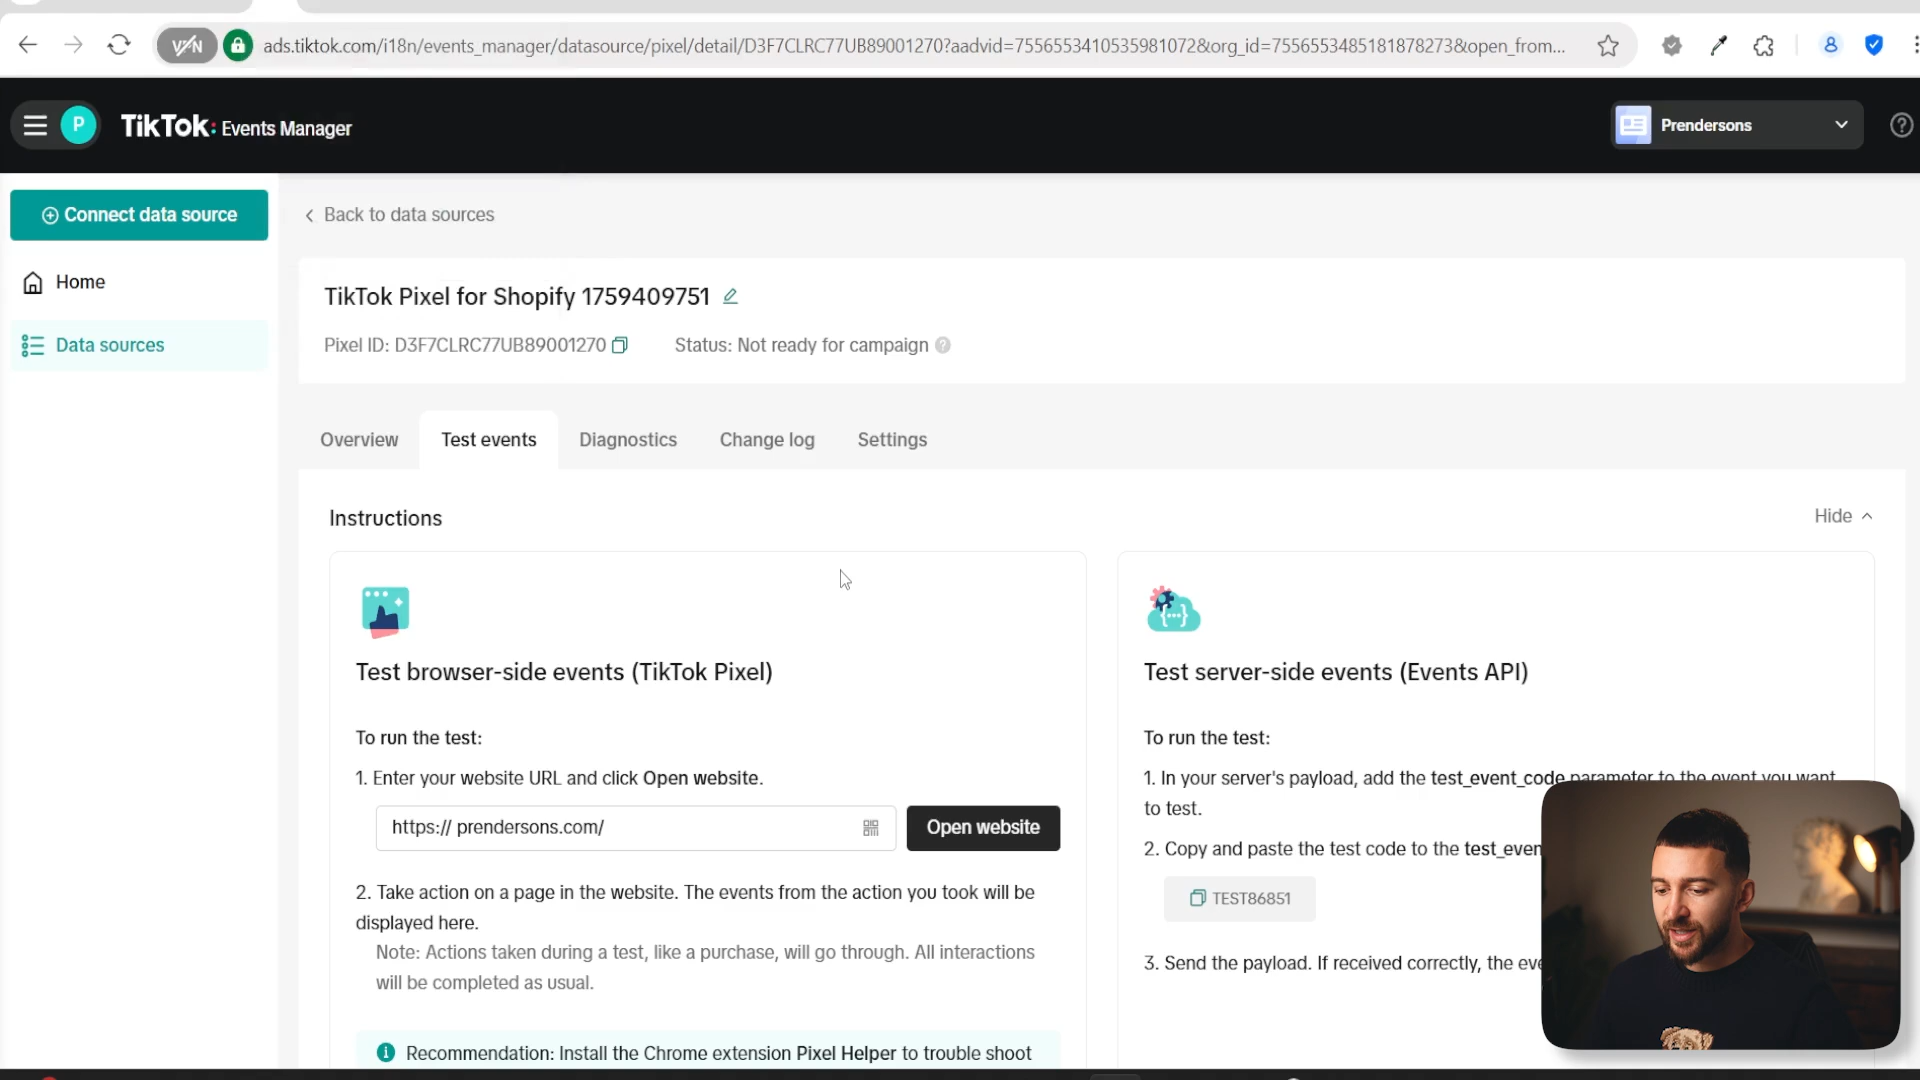 VPN
ads.tiktok.com/i18n/events_manager/datasource/pixel/detail/D3F7CLRC77UB89001270?aadvid=7556553410535981072&org_id=7556553485181878273&open_from...
P
TikTok: Events Manager
Prendersons
Connect data source
Home
Data sources
Back to data sources
TikTok Pixel for Shopify 1759409751
Pixel ID: D3F7CLRC77UB89001270
Status: Not ready for campaign
Overview
Test events
Diagnostics
Change log
Settings
Instructions
Hide
Test browser-side events (TikTok Pixel)
To run the test:
1. Enter your website URL and click Open website.
https:// prendersons.com/
Open website
2. Take action on a page in the website. The events from the action you took will be
displayed here.
Note: Actions taken during a test, like a purchase, will go through. All interactions
will be completed as usual.
Recommendation: Install the Chrome extension Pixel Helper to trouble shoot
Test server-side events (Events API)
To run the test:
1. In your server's payload, add the test_event_code parameter to the event you want
to test.
2. Copy and paste the test code to the test_even
TEST86851
3. Send the payload. If received correctly, the eve